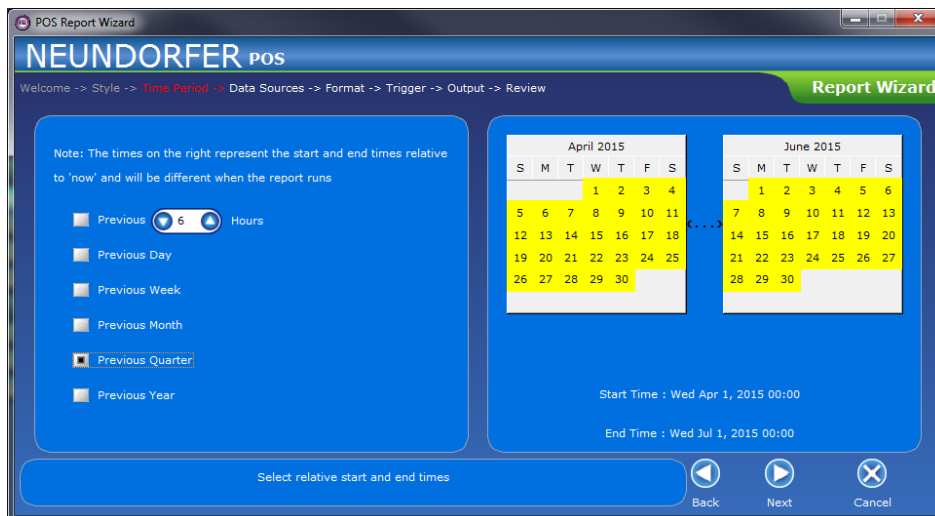 POS Report Wizard
NEUNDORFER POS
Welcome -> Style -> Time Period -> Data Sources -> Format -> Trigger -> Output -> Review
Report Wizard
Note: The times on the right represent the start and end times relative
to 'now' and will be different when the report runs
Previous 6 Hours
Previous Day
Previous Week
Previous Month
Previous Quarter
Previous Year
April 2015
S M T W T F S
1 2 3 4
5 6 7 8 9 10 11
12 13 14 15 16 17 18
19 20 21 22 23 24 25
26 27 28 29 30
<...>
June 2015
S M T W T F S
1 2 3 4 5 6
7 8 9 10 11 12 13
14 15 16 17 18 19 20
21 22 23 24 25 26 27
28 29 30
Start Time : Wed Apr 1, 2015 00:00
End Time : Wed Jul 1, 2015 00:00
Select relative start and end times
Back
Next
Cancel